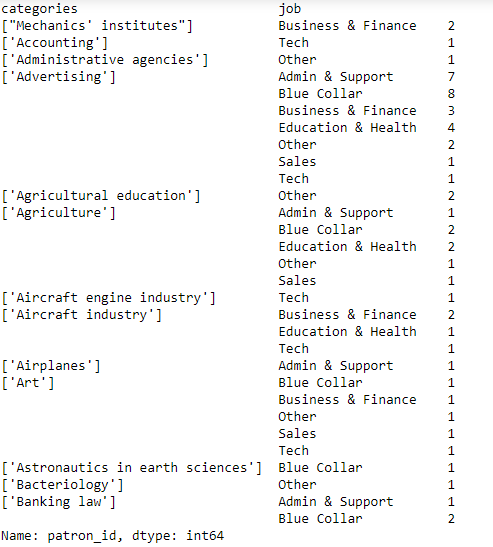 categories                         job
["Mechanics' institutes"]          Business & Finance    2
['Accounting']                     Tech                  1
['Administrative agencies']        Other                 1
['Advertising']                    Admin & Support       7
                                   Blue Collar           8
                                   Business & Finance    3
                                   Education & Health    4
                                   Other                 2
                                   Sales                 1
                                   Tech                  1
['Agricultural education']         Other                 2
['Agriculture']                    Admin & Support       1
                                   Blue Collar           2
                                   Education & Health    2
                                   Other                 1
                                   Sales                 1
['Aircraft engine industry']       Tech                  1
['Aircraft industry']              Business & Finance    2
                                   Education & Health    1
                                   Tech                  1
['Airplanes']                      Admin & Support       1
['Art']                            Blue Collar           1
                                   Business & Finance    1
                                   Other                 1
                                   Sales                 1
                                   Tech                  1
['Astronautics in earth sciences']  Blue Collar          1
['Bacteriology']                   Other                 1
['Banking law']                    Admin & Support       1
                                   Blue Collar           2
Name: patron_id, dtype: int64